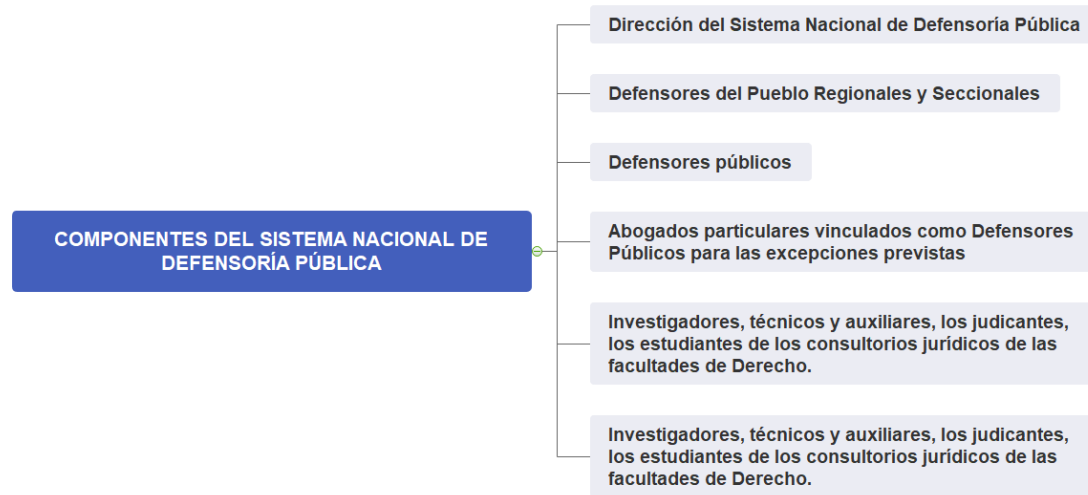 Dirección del Sistema Nacional de Defensoría Pública
Defensores del Pueblo Regionales y Seccionales
Defensores públicos
COMPONENTES DEL SISTEMA NACIONAL DE
DEFENSORÍA PÚBLICA
Abogados particulares vinculados como Defensores
Públicos para las excepciones previstas
Investigadores, técnicos y auxiliares, los judicantes,
los estudiantes de los consultorios jurídicos de las
facultades de Derecho.
Investigadores, técnicos y auxiliares, los judicantes,
los estudiantes de los consultorios jurídicos de las
facultades de Derecho.